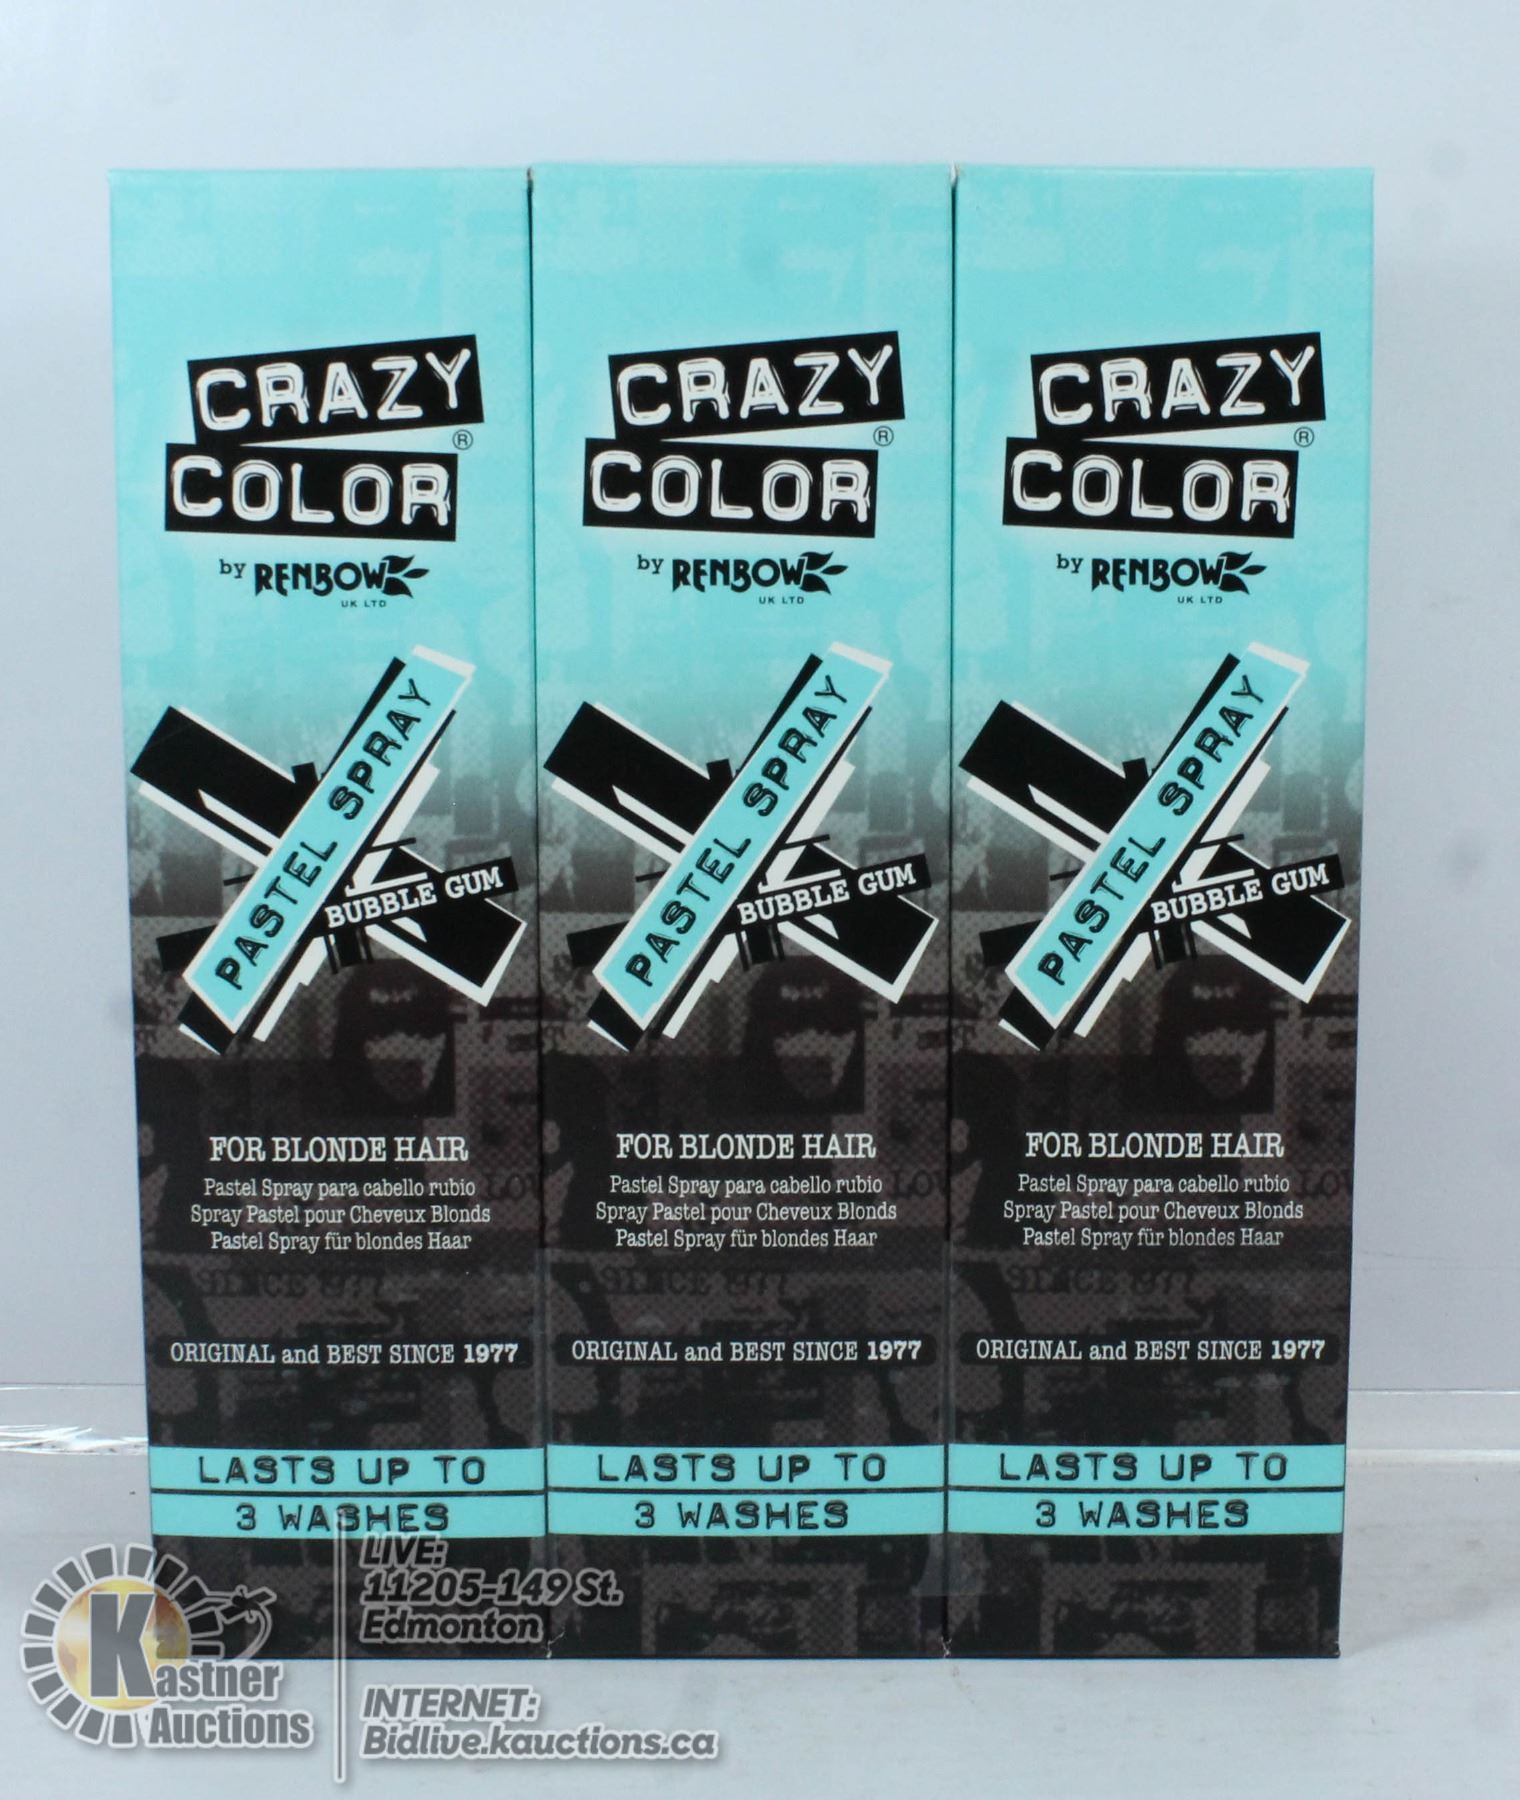 CRAZY
COLOR®
by RENBOW
UK LTD
PASTEL SPRAY
BUBBLE GUM
FOR BLONDE HAIR
Pastel Spray para cabello rubio
Spray Pastel pour Cheveux Blonds
Pastel Spray für blondes Haar
SINCE 1977
ORIGINAL and BEST SINCE 1977
LASTS UP TO
3 WASHES
CRAZY
COLOR®
by RENBOW
UK LTD
PASTEL SPRAY
BUBBLE GUM
FOR BLONDE HAIR
Pastel Spray para cabello rubio
Spray Pastel pour Cheveux Blonds
Pastel Spray für blondes Haar
SINCE 1977
ORIGINAL and BEST SINCE 1977
LASTS UP TO
3 WASHES
CRAZY
COLOR®
by RENBOW
UK LTD
PASTEL SPRAY
BUBBLE GUM
FOR BLONDE HAIR
Pastel Spray para cabello rubio
Spray Pastel pour Cheveux Blonds
Pastel Spray für blondes Haar
SINCE 1977
ORIGINAL and BEST SINCE 1977
LASTS UP TO
3 WASHES
Kastner
Auctions
LIVE:
11205-149 St.
Edmonton
INTERNET:
Bidlive.kauctions.ca